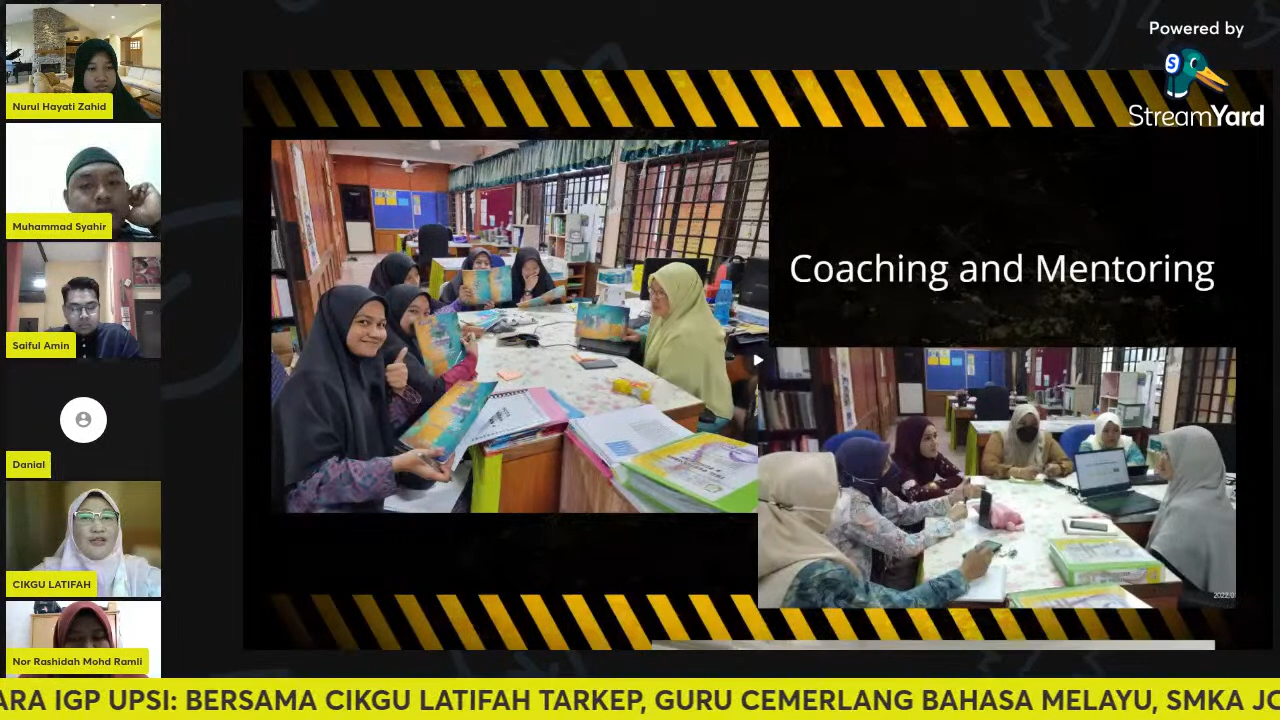 Powered by
StreamYard
Nurul Hayati Zahid
Muhammad Syahir
Saiful Amin
Danial
CIKGU LATIFAH
Nor Rashidah Mohd Ramli
Coaching and Mentoring
ARA IGP UPSI: BERSAMA CIKGU LATIFAH TARKEP, GURU CEMERLANG BAHASA MELAYU, SMKA JO